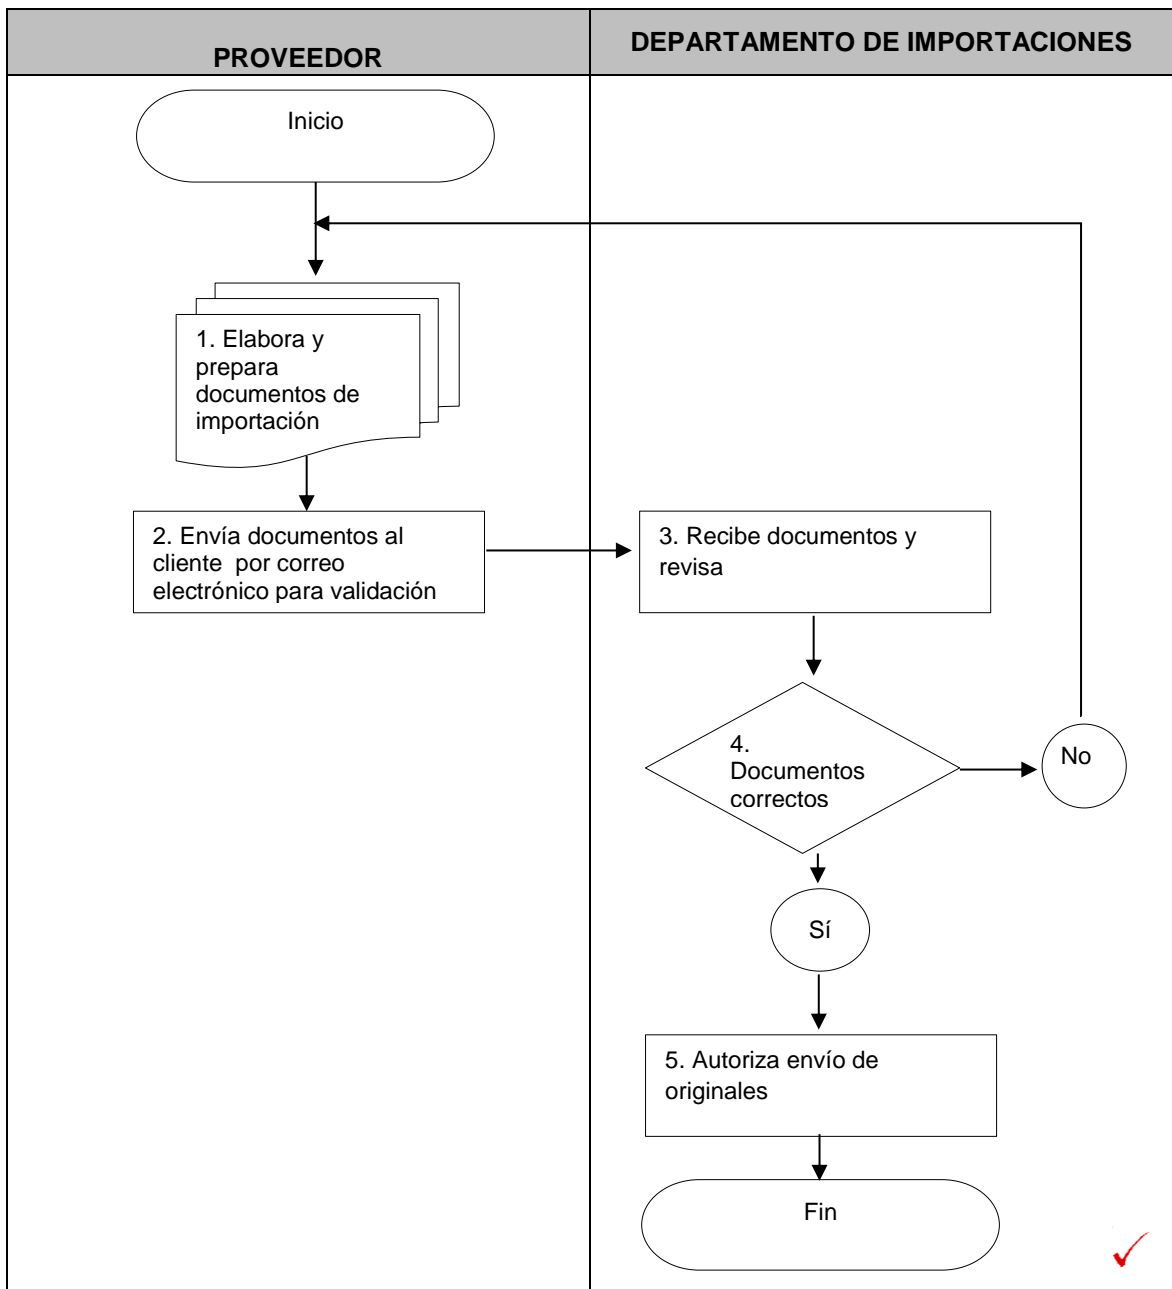 PROVEEDOR
DEPARTAMENTO DE IMPORTACIONES
Inicio
1. Elabora y
prepara
documentos de
importación
2. Envía documentos al
cliente por correo
electrónico para validación
3. Recibe documentos y
revisa
4.
Documentos
correctos
No
Sí
5. Autoriza envío de
originales
Fin